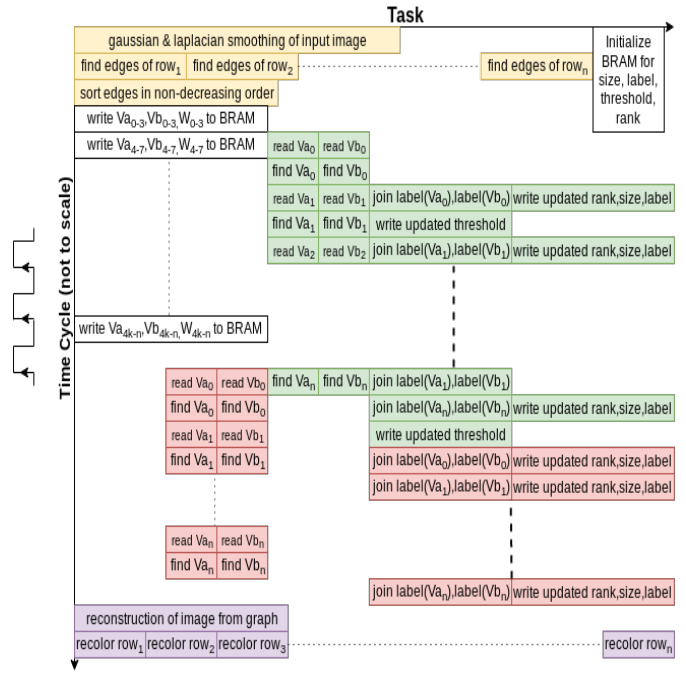 Task
gaussian & laplacian smoothing of input image
Initialize
BRAM for
size, label,
threshold,
rank
find edges of row1 find edges of row2 find edges of rown
sort edges in non-decreasing order
write Va0-3,Vb0-3,W0-3 to BRAM
write Va4-7,Vb4-7,W4-7 to BRAM read Va0 read Vb0
find Va0 find Vb0
read Va1 read Vb1 join label(Va0),label(Vb0) write updated rank,size,label
find Va1 find Vb1 write updated threshold
read Va2 read Vb2 join label(Va1),label(Vb1) write updated rank,size,label
Time Cycle (not to scale)
write Va4k-n,Vb4k-n,W4k-n to BRAM
read Va0 read Vb0 find Van find Vbn join label(Va1),label(Vb1)
find Va0 find Vb0 join label(Van),label(Vbn) write updated rank,size,label
read Va1 read Vb1 write updated threshold
find Va1 find Vb1 join label(Va0),label(Vb0) write updated rank,size,label
join label(Va1),label(Vb1) write updated rank,size,label
read Van read Vbn
find Van find Vbn
join label(Van),label(Vbn) write updated rank,size,label
reconstruction of image from graph
recolor row1 recolor row2 recolor row3 recolor rown